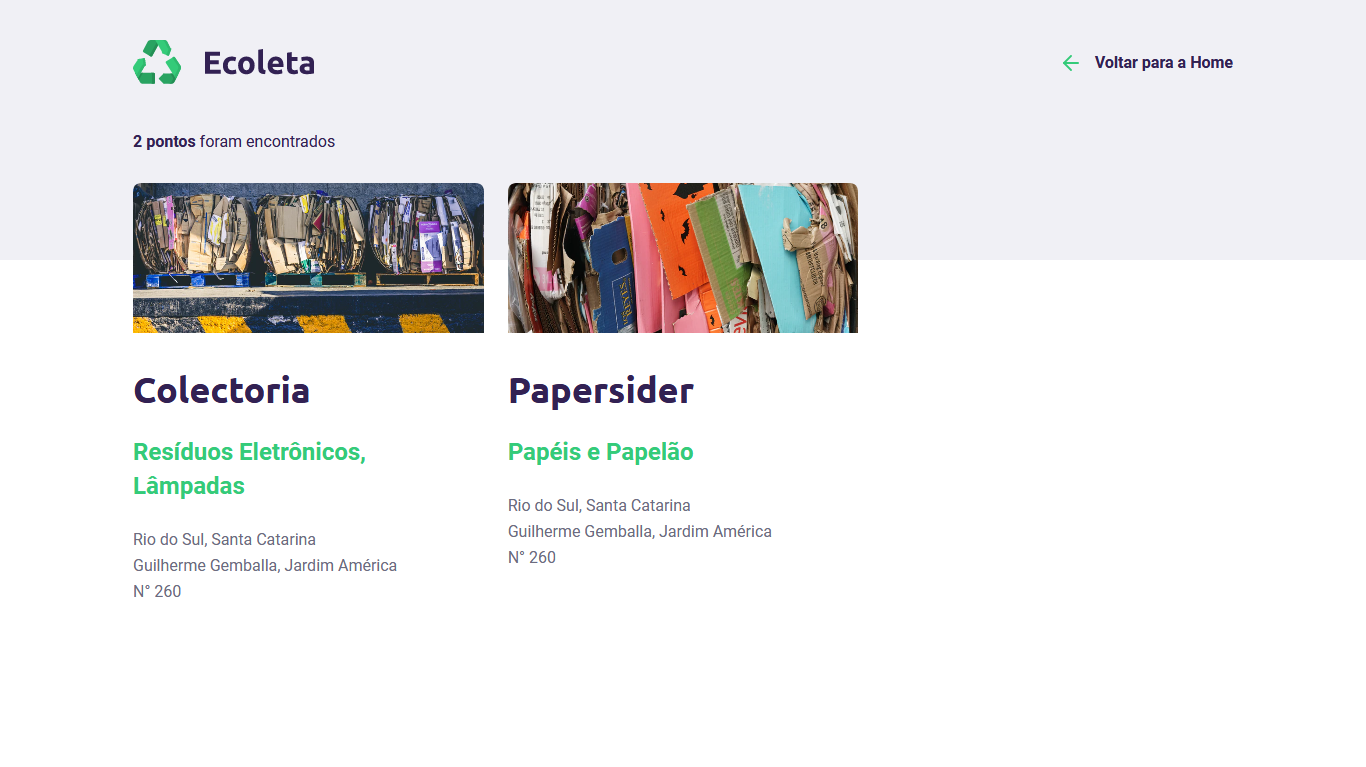 Ecoleta
Voltar para a Home
2 pontos foram encontrados
Colectoria
Resíduos Eletrônicos,
Lâmpadas
Rio do Sul, Santa Catarina
Guilherme Gemballa, Jardim América
N° 260
Papersider
Papéis e Papelão
Rio do Sul, Santa Catarina
Guilherme Gemballa, Jardim América
N° 260